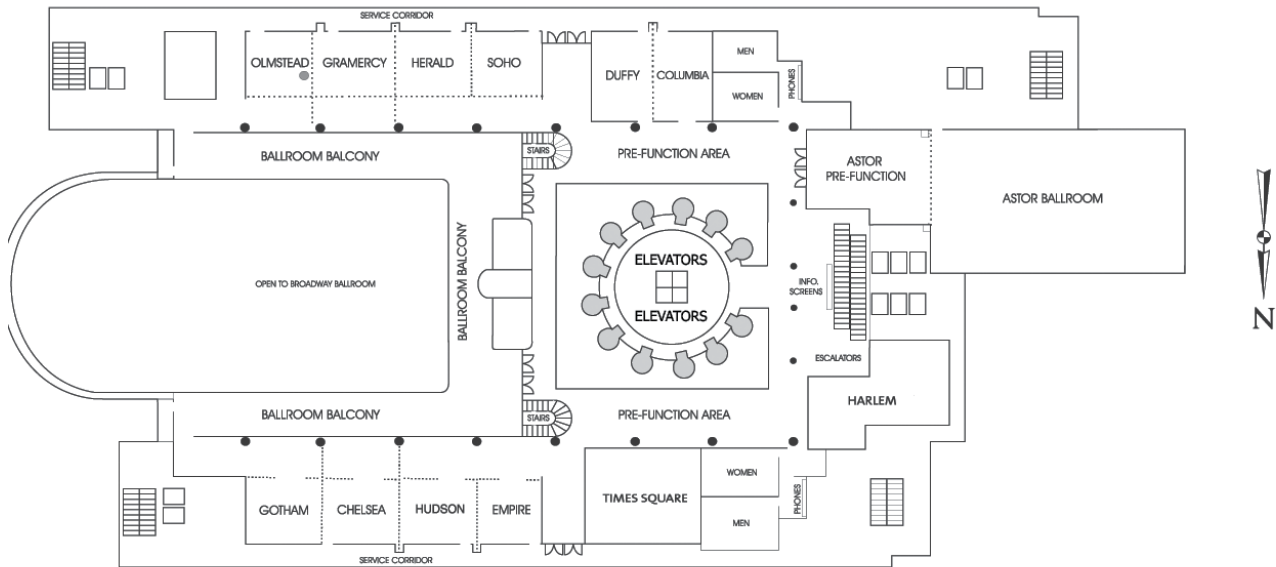 SERVICE CORRIDOR
OLMSTEAD
GRAMERCY
HERALD
SOHO
DUFFY
COLUMBIA
MEN
WOMEN
PHONES
BALLROOM BALCONY
STAIRS
PRE-FUNCTION AREA
ASTOR
PRE-FUNCTION
ASTOR BALLROOM
OPEN TO BROADWAY BALLROOM
BALLROOM BALCONY
ELEVATORS
ELEVATORS
INFO.
SCREENS
ESCALATORS
N
BALLROOM BALCONY
STAIRS
PRE-FUNCTION AREA
HARLEM
GOTHAM
CHELSEA
HUDSON
EMPIRE
TIMES SQUARE
WOMEN
MEN
PHONES
SERVICE CORRIDOR